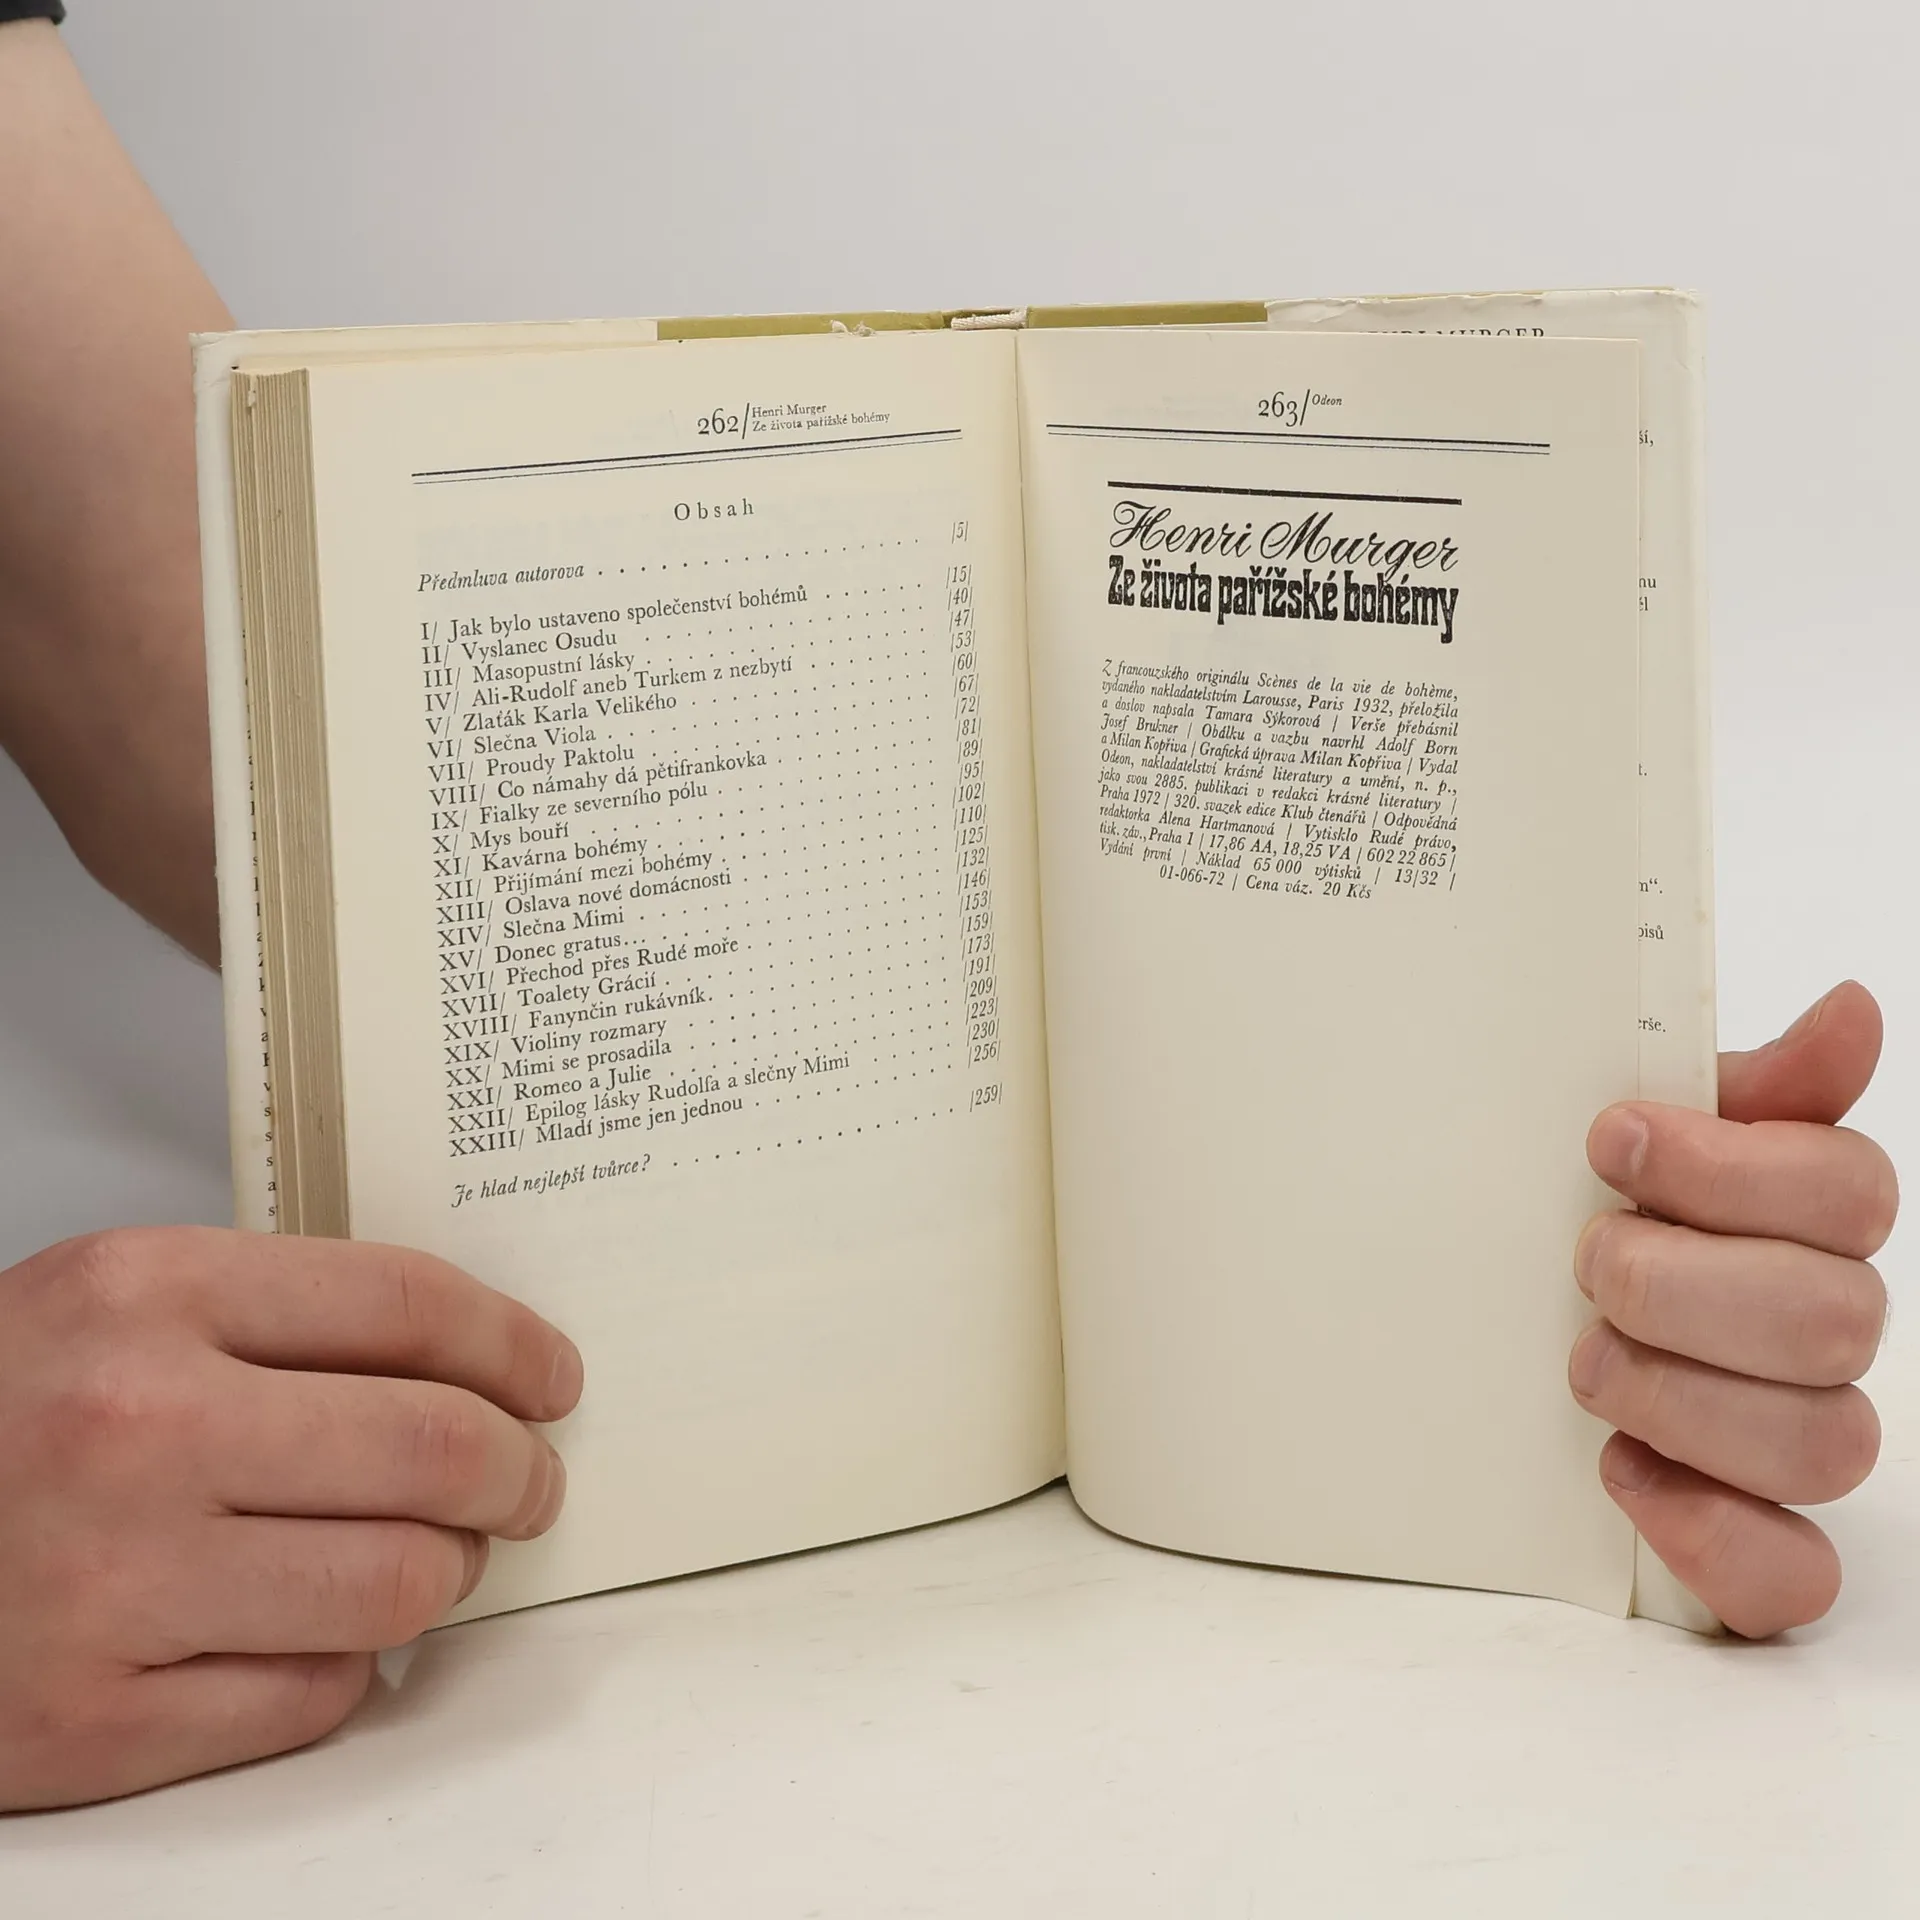 262/ Henri Murger
Ze života pařížské bohémy
Obsah
Předmluva autorova . . . . . . . . . . . . . . . . |5|
I/ Jak bylo ustaveno společenství bohémů . . . . . . |15|
II/ Vyslanec Osudu . . . . . . . . . . . . . . . |40|
III/ Masopustní lásky . . . . . . . . . . . . . . |47|
IV/ Ali-Rudolf aneb Turkem z nezbytí . . . . . . |53|
V/ Zlaťák Karla Velikého . . . . . . . . . . . . |60|
VI/ Slečna Viola . . . . . . . . . . . . . . . . |67|
VII/ Proudy Paktolu . . . . . . . . . . . . . . |72|
VIII/ Co námahy dá pětifrankovka . . . . . . . . |81|
IX/ Fialky ze severního pólu . . . . . . . . . . |89|
X/ Mys bouří . . . . . . . . . . . . . . . . . |95|
XI/ Kavárna bohémy . . . . . . . . . . . . . . |102|
XII/ Přijímání mezi bohémy . . . . . . . . . . . |110|
XIII/ Oslava nové domácnosti . . . . . . . . . . |125|
XIV/ Slečna Mimi . . . . . . . . . . . . . . . |132|
XV/ Donec gratus... . . . . . . . . . . . . . . |146|
XVI/ Přechod přes Rudé moře . . . . . . . . . . |153|
XVII/ Toalety Grácií . . . . . . . . . . . . . . |159|
XVIII/ Fanynčin rukávník . . . . . . . . . . . . |173|
XIX/ Violiny rozmary . . . . . . . . . . . . . |191|
XX/ Mimi se prosadila . . . . . . . . . . . . . |209|
XXI/ Romeo a Julie . . . . . . . . . . . . . . |223|
XXII/ Epilog lásky Rudolfa a slečny Mimi . . . . . |230|
XXIII/ Mladí jsme jen jednou . . . . . . . . . . |256|
Je hlad nejlepší tvůrce? . . . . . . . . . . . . . |259|
263/ Odeon
Henri Murger
Ze života pařížské bohémy
Z francouzského originálu Scènes de la vie de bohème,
vydaného nakladatelstvím Larousse, Paris 1932, přeložila
a doslov napsala Tamara Sýkorová | Verše přebásnil
Josef Brukner | Obálku a vazbu navrhl Adolf Born
a Milan Kopřiva | Grafická úprava Milan Kopřiva | Vydal
Odeon, nakladatelství krásné literatury a umění, n. p.,
jako svou 2885. publikaci v redakci krásné literatury |
Praha 1972 | 320. svazek edice Klub čtenářů | Odpovědná
redaktorka Alena Hartmanová | Vytisklo Rudé právo,
tisk. záv., Praha 1 | 17,86 AA, 18,25 VA | 602 22 865 |
Vydání první | Náklad 65 000 výtisků | 13/32 |
01-066-72 | Cena váz. 20 Kčs
MURGER